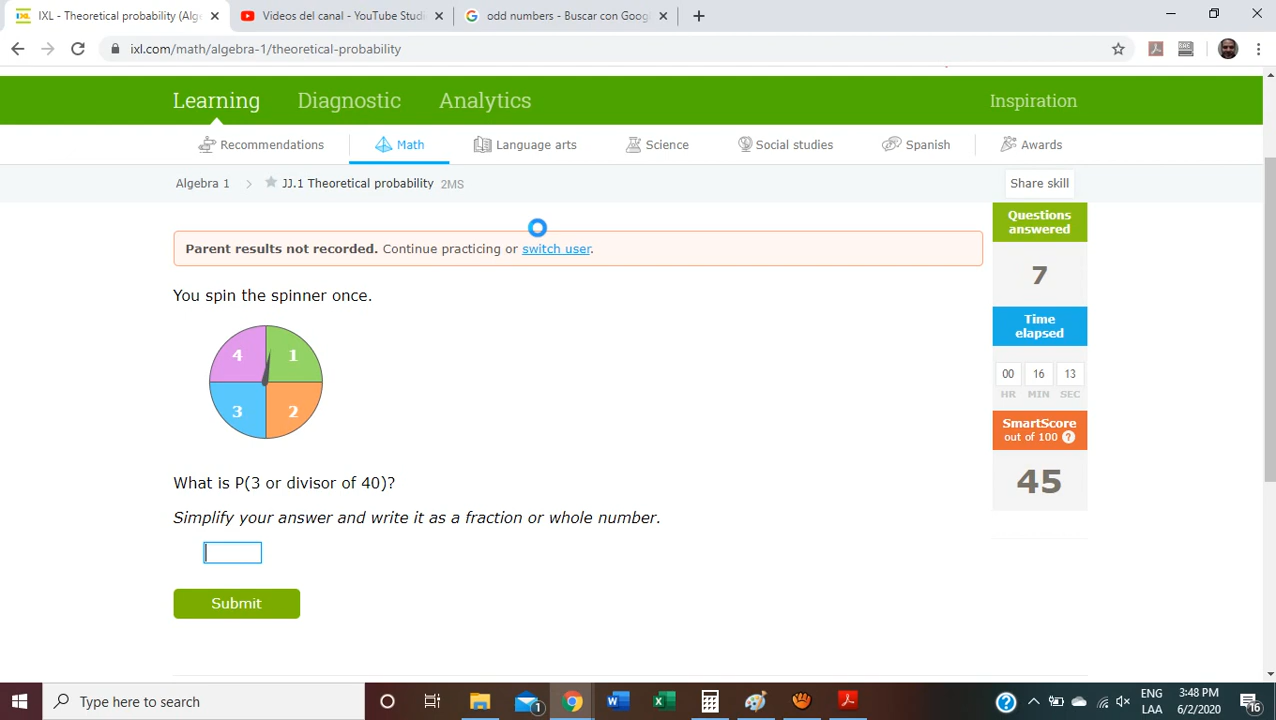 IXL - Theoretical probability (Alg
Videos del canal - YouTube Studi
odd numbers - Buscar con Goog
ixl.com/math/algebra-1/theoretical-probability
Learning Diagnostic Analytics Inspiration
Recommendations Math Language arts Science Social studies Spanish Awards
Algebra 1 > JJ.1 Theoretical probability 2MS
Share skill
Parent results not recorded. Continue practicing or switch user.
You spin the spinner once.
4 1
3 2
What is P(3 or divisor of 40)?
Simplify your answer and write it as a fraction or whole number.
Submit
Questions answered
7
Time elapsed
00 16 13
HR MIN SEC
SmartScore
out of 100 ?
45
Type here to search
1
ENG
LAA
3:48 PM
6/2/2020
16